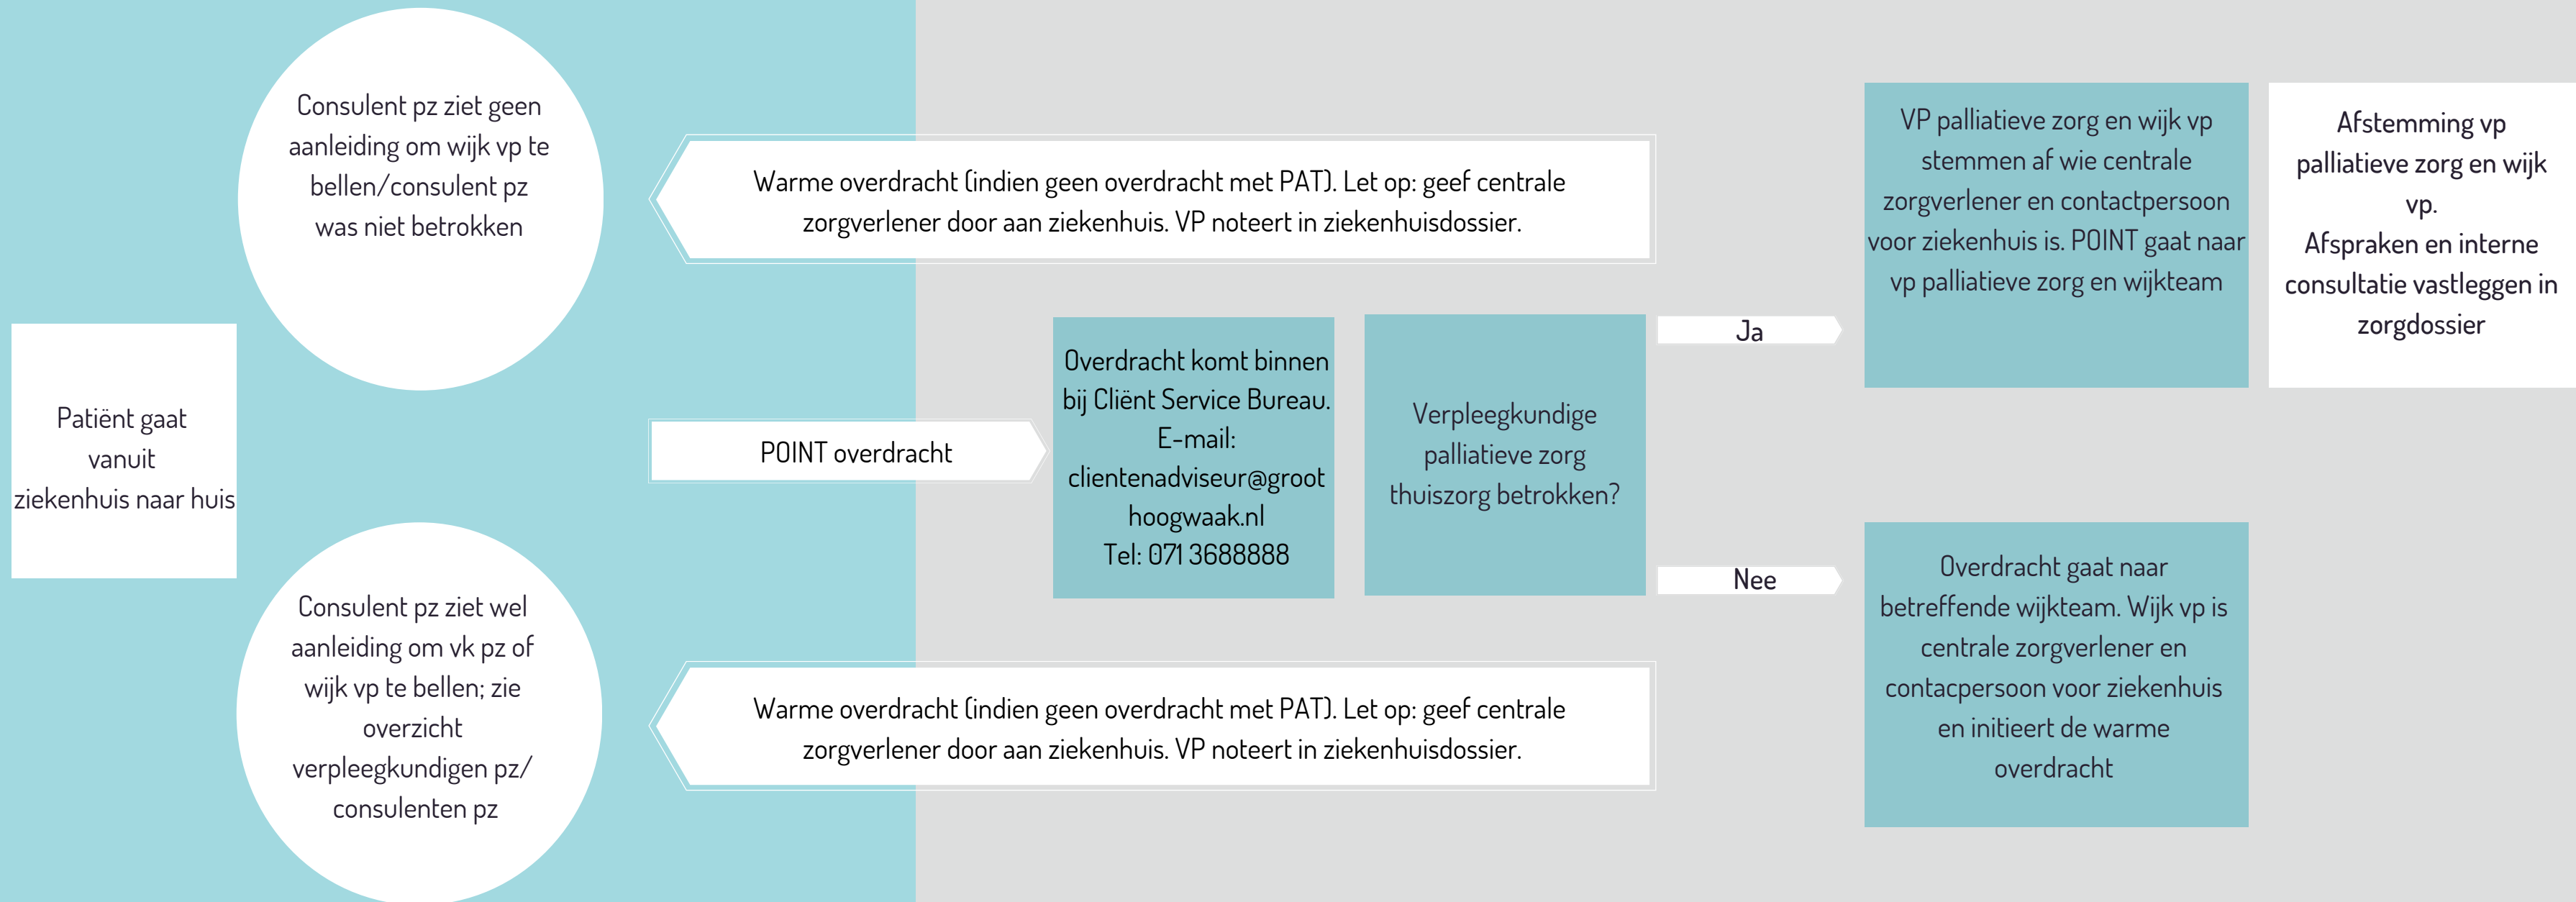 Patiënt gaat
vanuit
ziekenhuis naar huis
Consulent pz ziet geen
aanleiding om wijk vp te
bellen/consulent pz
was niet betrokken
Consulent pz ziet wel
aanleiding om vk pz of
wijk vp te bellen; zie
overzicht
verpleegkundigen pz/
consulenten pz
Warme overdracht (indien geen overdracht met PAT). Let op: geef centrale
zorgverlener door aan ziekenhuis. VP noteert in ziekenhuisdossier.
POINT overdracht
Warme overdracht (indien geen overdracht met PAT). Let op: geef centrale
zorgverlener door aan ziekenhuis. VP noteert in ziekenhuisdossier.
Overdracht komt binnen
bij Cliënt Service Bureau.
E-mail:
clientenadviseur@groot
hoogwaak.nl
Tel: 071 3688888
Verpleegkundige
palliatieve zorg
thuiszorg betrokken?
Ja
Nee
VP palliatieve zorg en wijk vp
stemmen af wie centrale
zorgverlener en contactpersoon
voor ziekenhuis is. POINT gaat naar
vp palliatieve zorg en wijkteam
Afstemming vp
palliatieve zorg en wijk
vp.
Afspraken en interne
consultatie vastleggen in
zorgdossier
Overdracht gaat naar
betreffende wijkteam. Wijk vp is
centrale zorgverlener en
contacpersoon voor ziekenhuis
en initieert de warme
overdracht